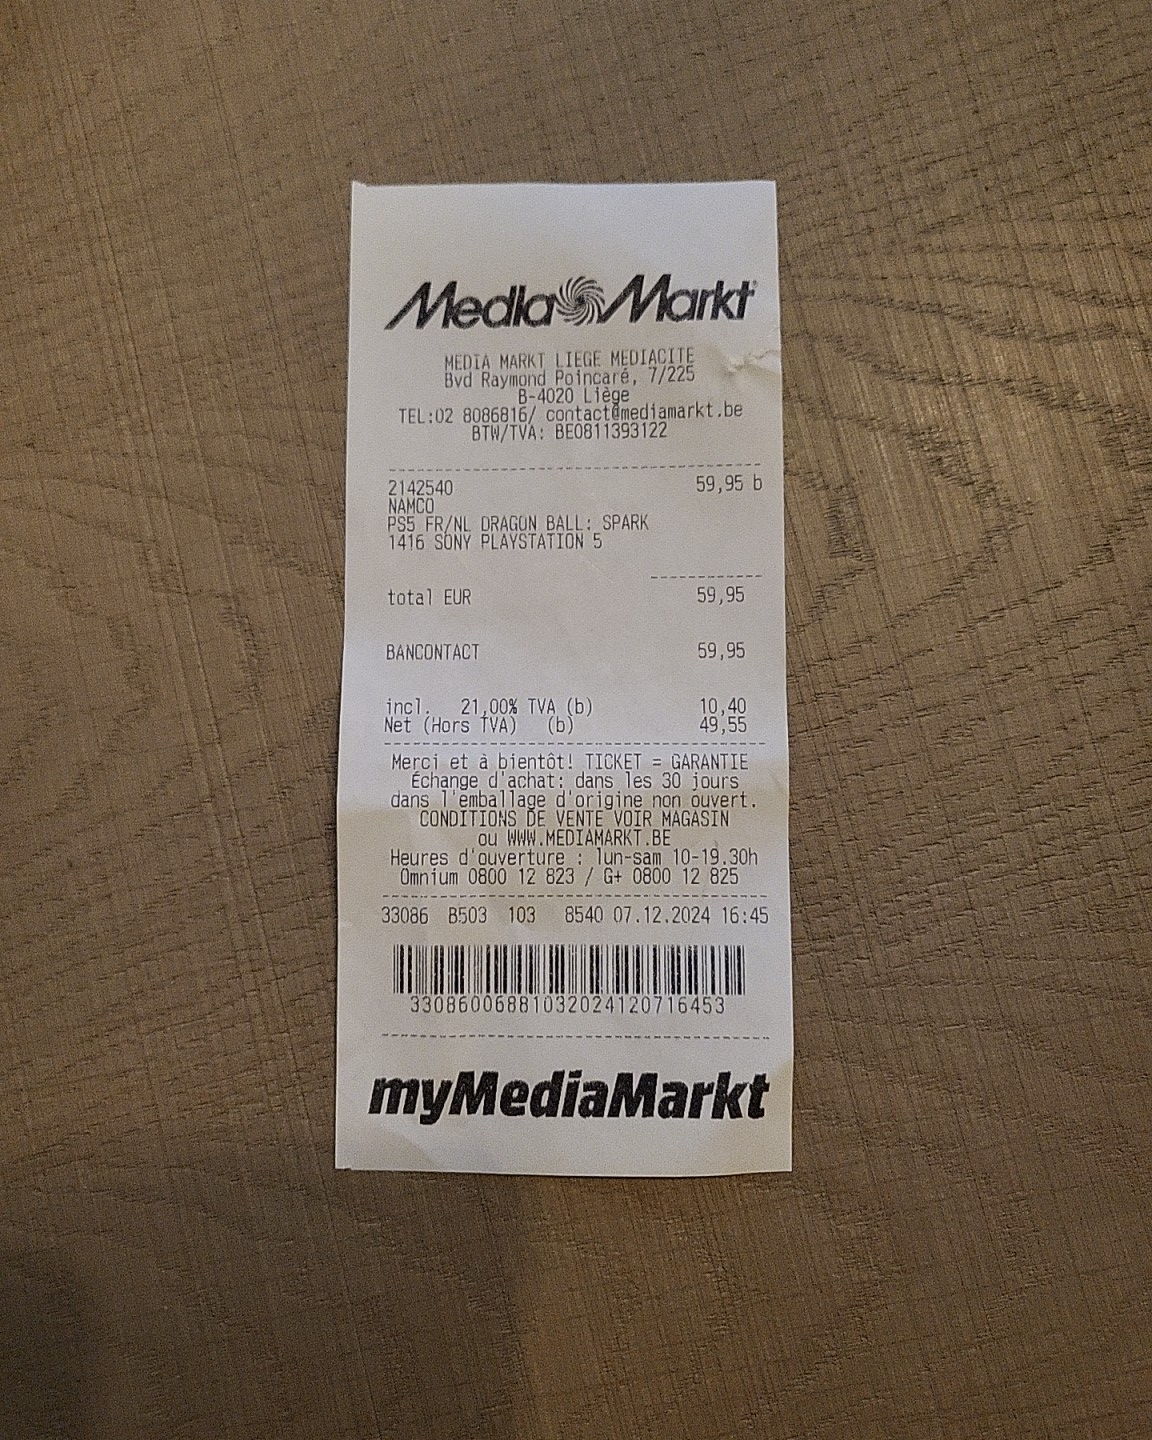 Media Markt
MEDIA MARKT LIEGE MEDIACITE
Bvd Raymond Poincaré, 7/225
B-4020 Liège
TEL:02 8086816/ contact@mediamarkt.be
BTW/TVA: BE0811393122
2142540 59,95 b
NAMCO
PS5 FR/NL DRAGON BALL: SPARK
1416 SONY PLAYSTATION 5
total EUR 59,95
BANCONTACT 59,95
incl. 21,00% TVA (b) 10,40
Net (Hors TVA) (b) 49,55
Merci et à bientôt! TICKET = GARANTIE
Échange d'achat: dans les 30 jours
dans l'emballage d'origine non ouvert.
CONDITIONS DE VENTE VOIR MAGASIN
ou WWW.MEDIAMARKT.BE
Heures d'ouverture : lun-sam 10-19.30h
Omnium 0800 12 823 / G+ 0800 12 825
33086 B503 103 8540 07.12.2024 16:45
3308600688103202412071645​3
myMediaMarkt